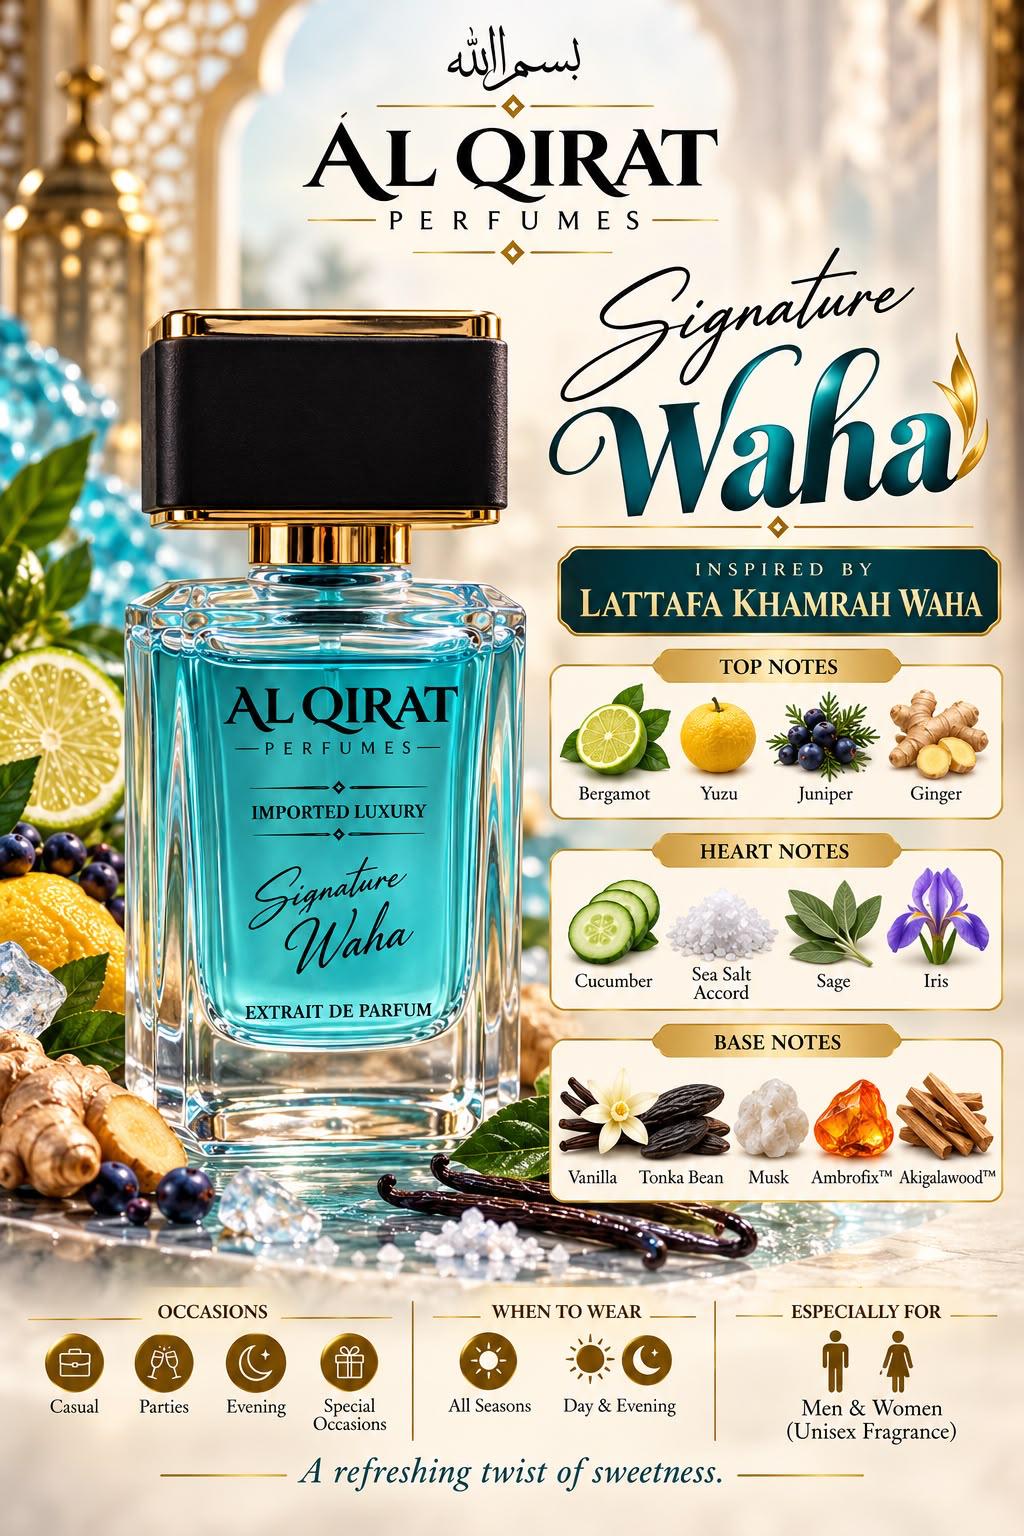 بسم الله
ÁL QIRAT
PERFUMES
Signature
Waha
INSPIRED BY
LATTAFA KHAMRAH WAHA
TOP NOTES
Bergamot Yuzu Juniper Ginger
HEART NOTES
Cucumber Sea Salt Accord Sage Iris
BASE NOTES
Vanilla Tonka Bean Musk Ambrofix™ Akigalawood™
AL QIRAT
PERFUMES
IMPORTED LUXURY
Signature
Waha
EXTRAIT DE PARFUM
OCCASIONS
Casual Parties Evening Special Occasions
WHEN TO WEAR
All Seasons Day & Evening
ESPECIALLY FOR
Men & Women
(Unisex Fragrance)
A refreshing twist of sweetness.